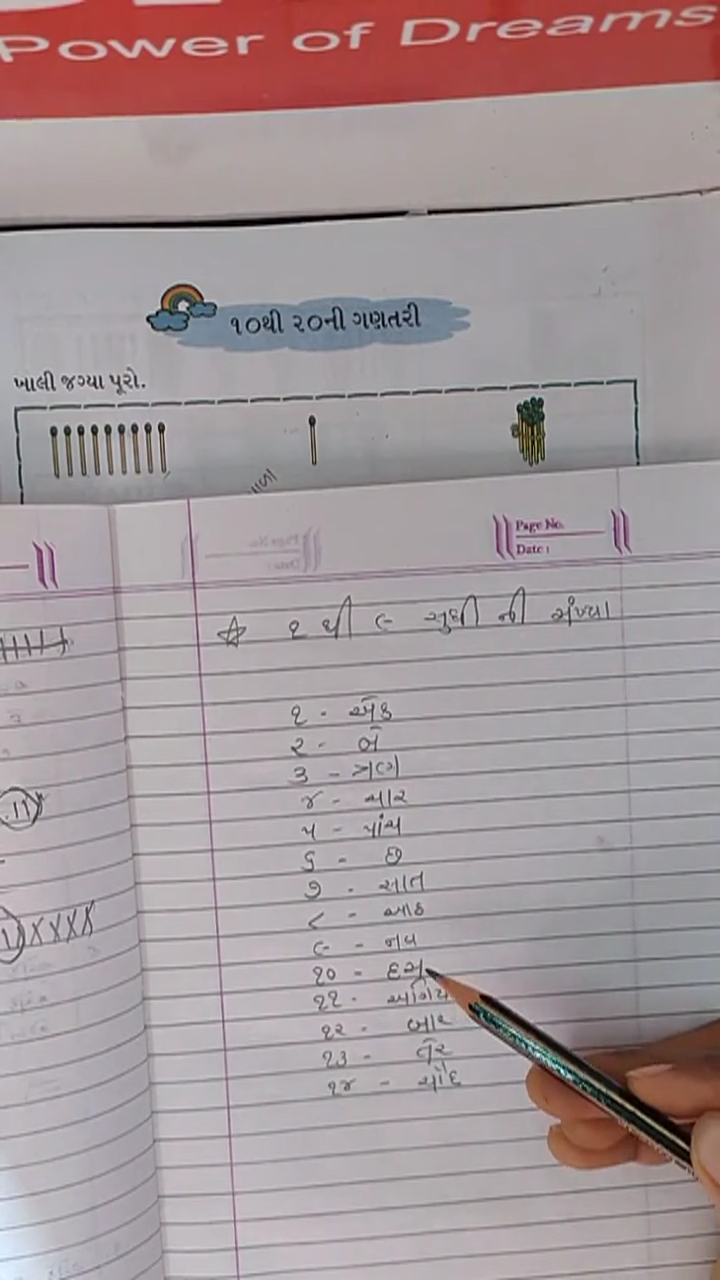 Power of Dreams
૧૦થી ૨૦ની ગણતરી
ખાલી જગ્યા પૂરો.
Page No.
Date :
૧ થી ૯ સુધી ની સંખ્યા
૧ - એક
૨ - બે
૩ - ત્રણ
૪ - ચાર
૫ - પાંચ
૬ - છ
૭ - સાત
૮ - આઠ
૯ - નવ
૧૦ - દસ
૧૧ - અગિય
૧૨ - બાર
૧૩ - તેર
૧૪ - ચૌદ